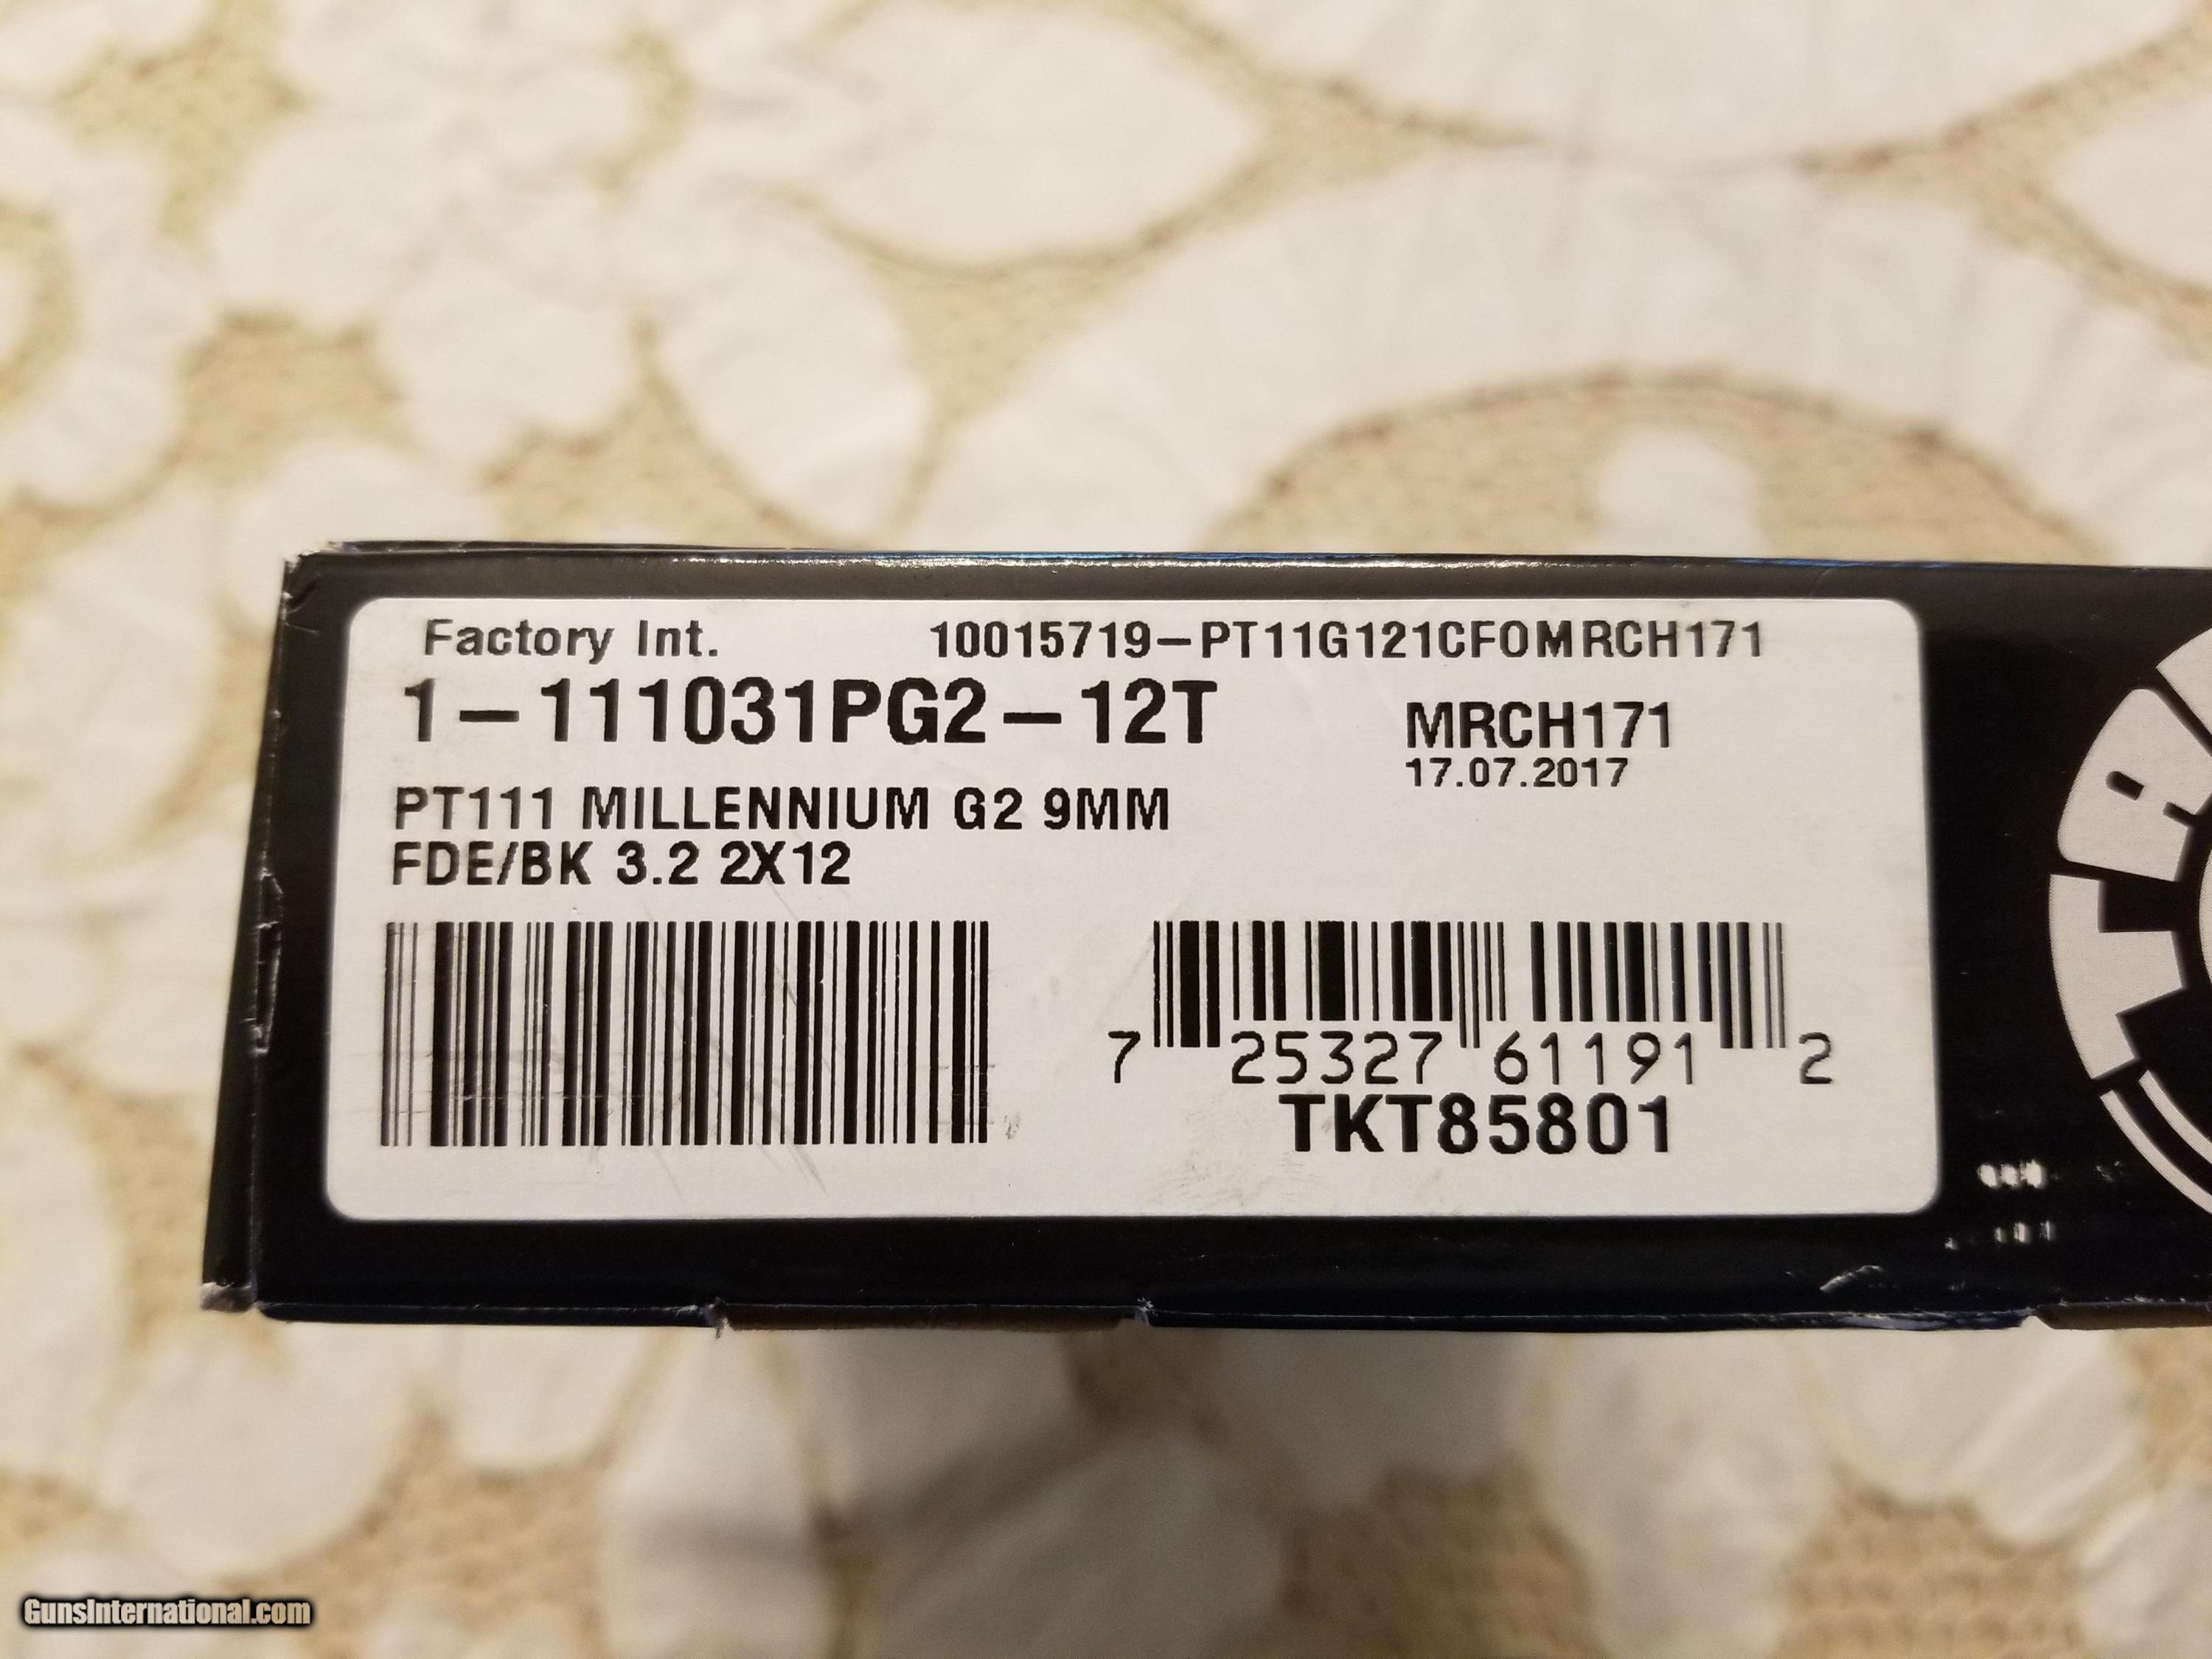 Factory Int. 10015719-PT11G121CFOMRCH171
1-111031PG2-12T
MRCH171
17.07.2017
PT111 MILLENNIUM G2 9MM
FDE/BK 3.2 2X12
7 25327 61191 2
TKT85801
GunsInternational.com